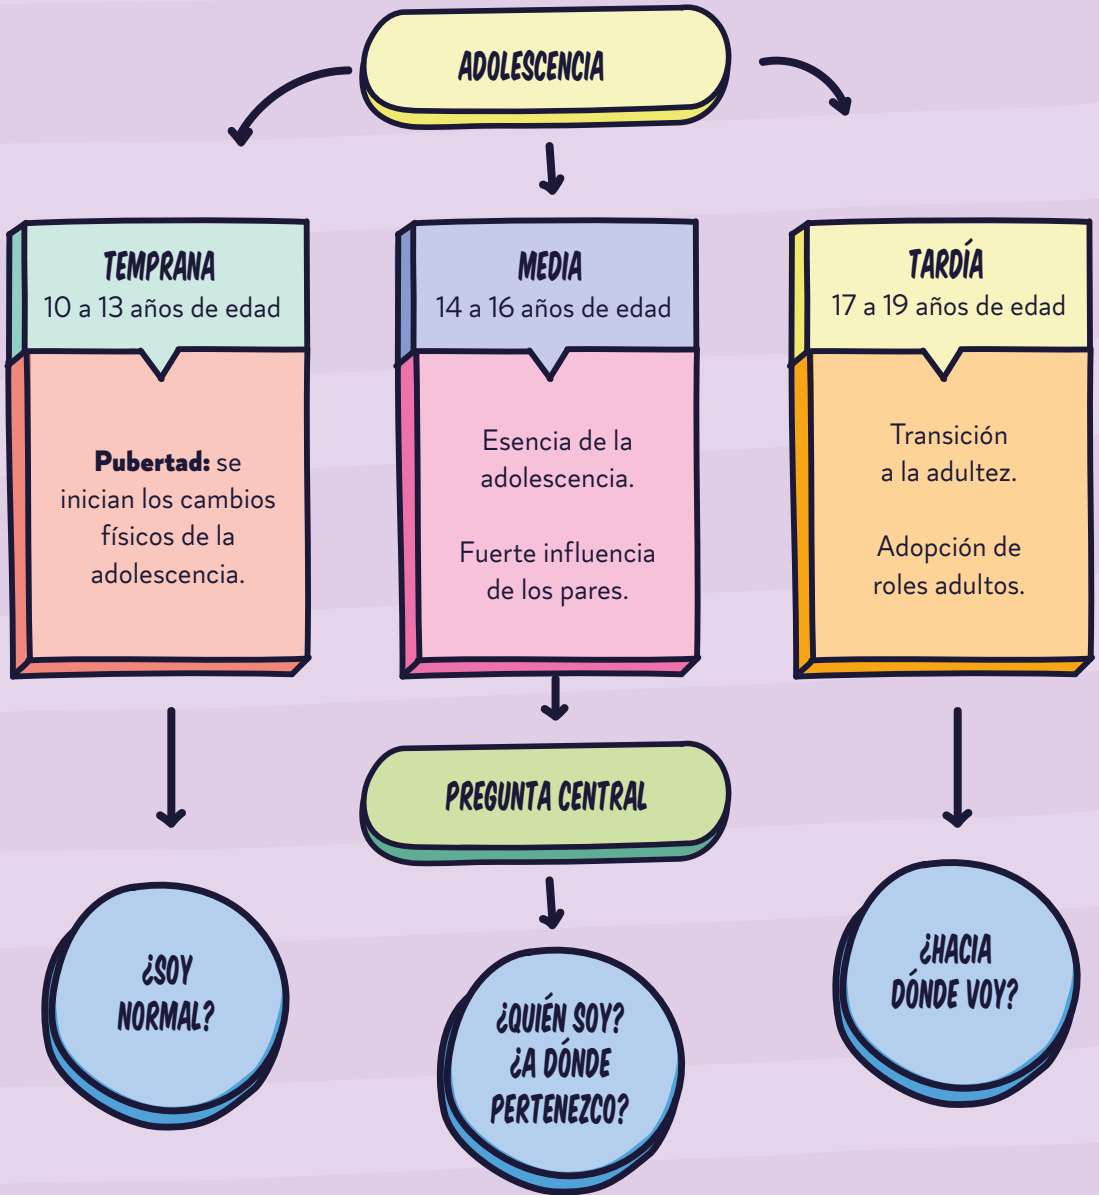 ADOLESCENCIA
TEMPRANA
10 a 13 años de edad
Pubertad: se
inician los cambios
físicos de la
adolescencia.
MEDIA
14 a 16 años de edad
Esencia de la
adolescencia.
Fuerte influencia
de los pares.
TARDÍA
17 a 19 años de edad
Transición
a la adultez.
Adopción de
roles adultos.
PREGUNTA CENTRAL
¿SOY
NORMAL?
¿QUIÉN SOY?
¿A DÓNDE
PERTENEZCO?
¿HACIA
DÓNDE VOY?